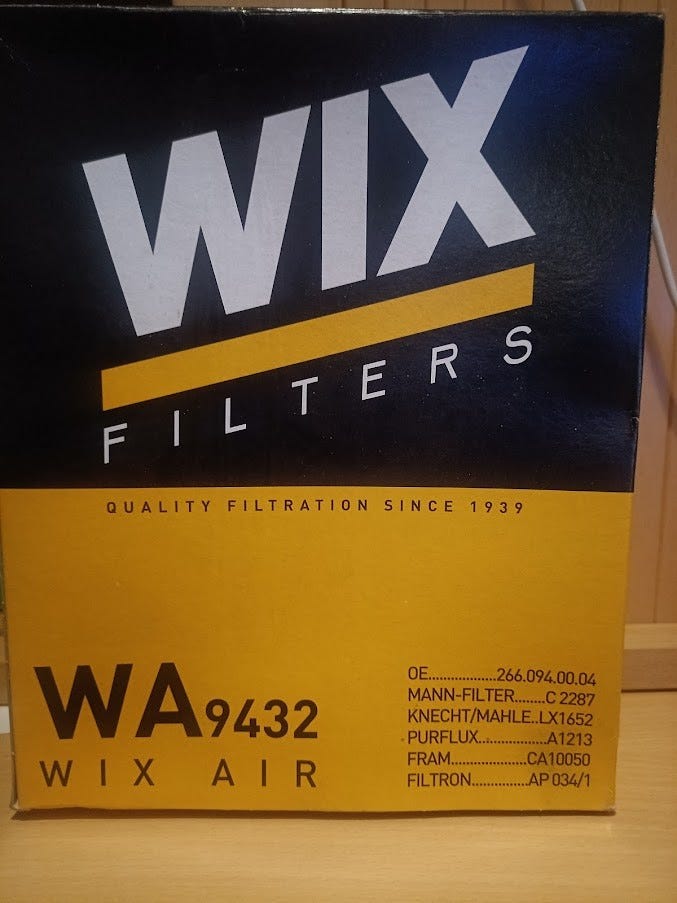 WIX
FILTERS
QUALITY FILTRATION SINCE 1939
WA9432
WIX AIR
OE...................266.094.00.04
MANN-FILTER........C 2287
KNECHT/MAHLE..LX1652
PURFLUX....................A1213
FRAM......................CA10050
FILTRON................AP 034/1